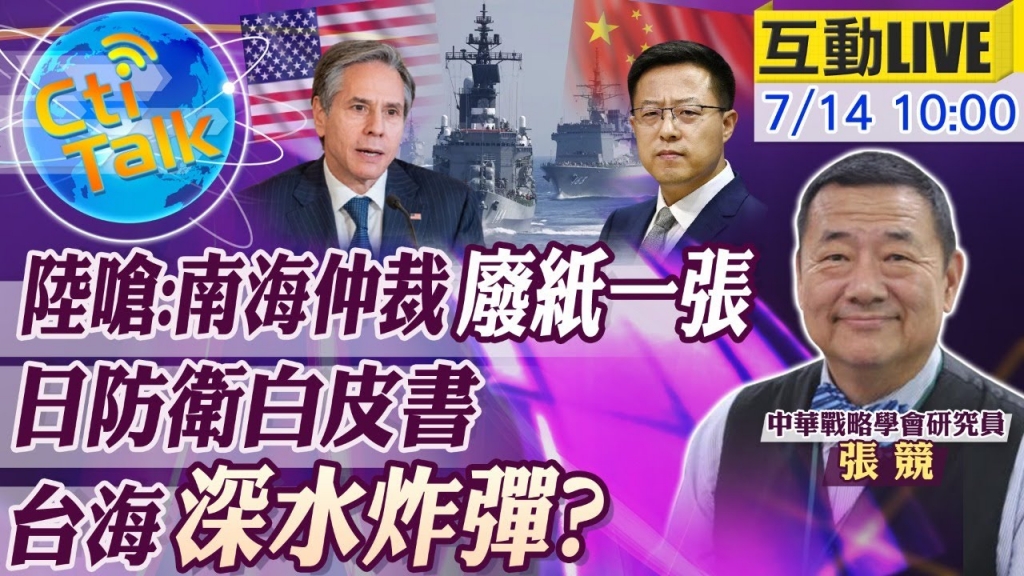 Cti
Talk
互動LIVE
7/14 10:00
陸嗆:南海仲裁 廢紙一張
日防衛白皮書
台海 深水炸彈?
中華戰略學會研究員
張競